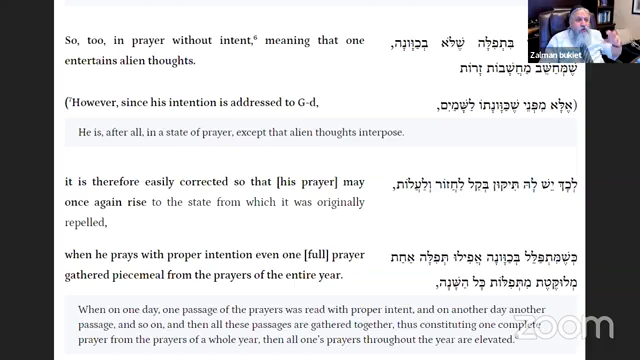 Zalman bukiet
So, too, in prayer without intent,⁶ meaning that one
entertains alien thoughts.
בִּתְפִלָּה שֶׁלֹּא בְכַוָּונָה,
שֶׁמְּחַשֵּׁב מַחֲשָׁבוֹת זָרוֹת
(⁷However, since his intention is addressed to G-d,
(אֶלָּא מִפְּנֵי שֶׁכַּוָּונָתוֹ לַשָּׁמַיִם,
He is, after all, in a state of prayer, except that alien thoughts interpose.
it is therefore easily corrected so that [his prayer] may
once again rise to the state from which it was originally
repelled,
לְכָךְ יֵשׁ לָהּ תִּיקּוּן בְּקַל לַחֲזוֹר וְלַעֲלוֹת,
when he prays with proper intention even one [full] prayer
gathered piecemeal from the prayers of the entire year.
כְּשֶׁמִּתְפַּלֵּל בְּכַוָּונָה אֲפִילוּ תְּפִלָּה אַחַת
מְלוּקֶּטֶת מִתְּפִלּוֹת כָּל הַשָּׁנָה,
When on one day, one passage of the prayers was read with proper intent, and on another day another
passage, and so on, and then all these passages are gathered together, thus constituting one complete
prayer from the prayers of a whole year, then all one's prayers throughout the year are elevated.
zoom